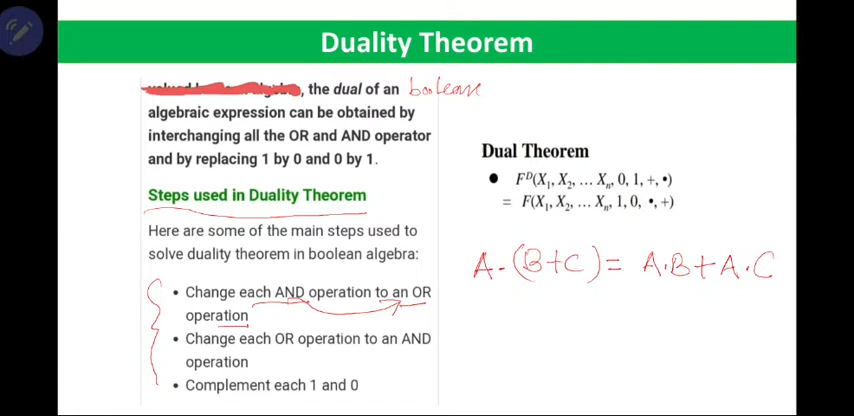 Duality Theorem
, the dual of an boolean
algebraic expression can be obtained by
interchanging all the OR and AND operator
and by replacing 1 by 0 and 0 by 1.
Steps used in Duality Theorem
Here are some of the main steps used to
solve duality theorem in boolean algebra:
• Change each AND operation to an OR
operation
• Change each OR operation to an AND
operation
• Complement each 1 and 0
Dual Theorem
● Fᴰ(X₁, X₂, … Xₙ, 0, 1, +, •)
= F(X₁, X₂, … Xₙ, 1, 0, •, +)
A·(B+C) = A·B+A·C